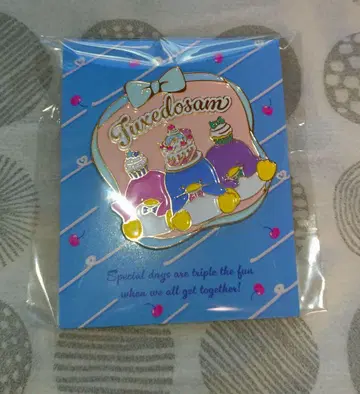 Tuxedosam
Special days are triple the fun
when we all get together!